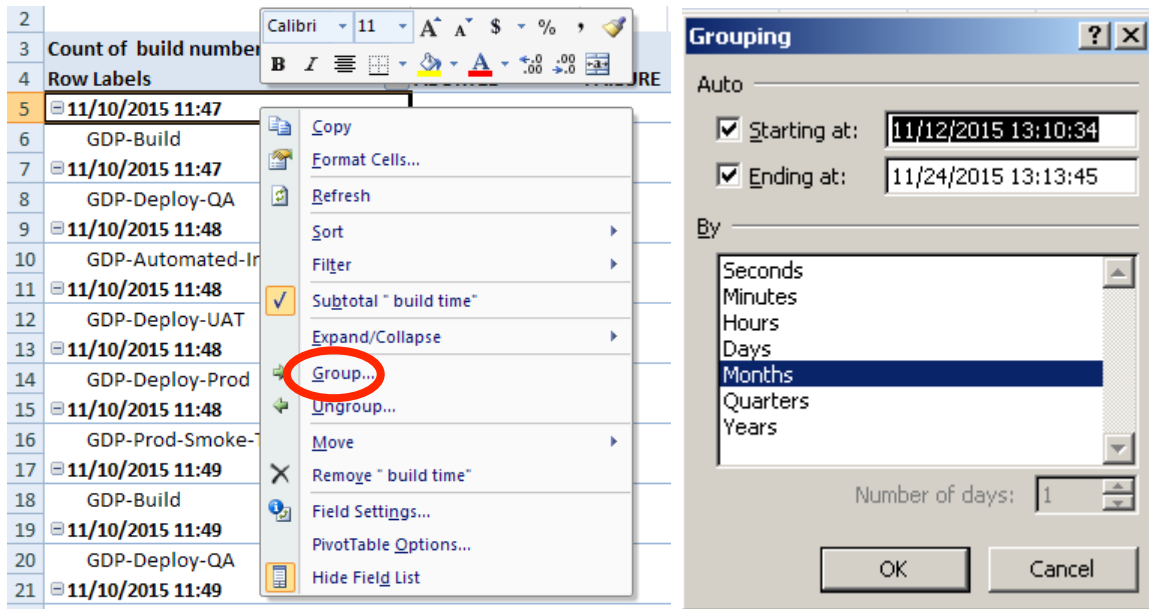 2
3 Count of build number
4 Row Labels
5 11/10/2015 11:47
6 GDP-Build
7 11/10/2015 11:47
8 GDP-Deploy-QA
9 11/10/2015 11:48
10 GDP-Automated-In
11 11/10/2015 11:48
12 GDP-Deploy-UAT
13 11/10/2015 11:48
14 GDP-Deploy-Prod
15 11/10/2015 11:48
16 GDP-Prod-Smoke-T
17 11/10/2015 11:49
18 GDP-Build
19 11/10/2015 11:49
20 GDP-Deploy-QA
21 11/10/2015 11:49
Calibri 11 A A $ % ,
B I A .00 .00 a
Copy
Format Cells...
Refresh
Sort
Filter
Subtotal " build time"
Expand/Collapse
Group...
Ungroup...
Move
Remove " build time"
Field Settings...
PivotTable Options...
Hide Field List
Grouping ? X
Auto
Starting at: 11/12/2015 13:10:34
Ending at: 11/24/2015 13:13:45
By
Seconds
Minutes
Hours
Days
Months
Quarters
Years
Number of days: 1
OK Cancel